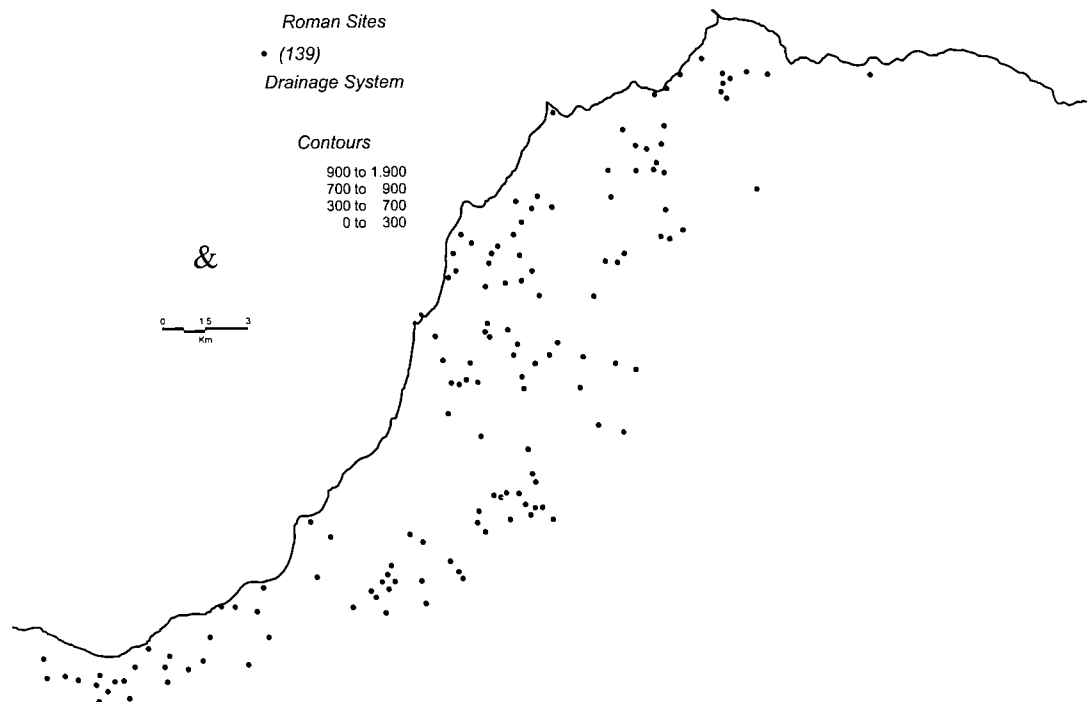 Roman Sites
• (139)
Drainage System
Contours
900 to 1.900
700 to 900
300 to 700
0 to 300
&
0 1.5 3
Km